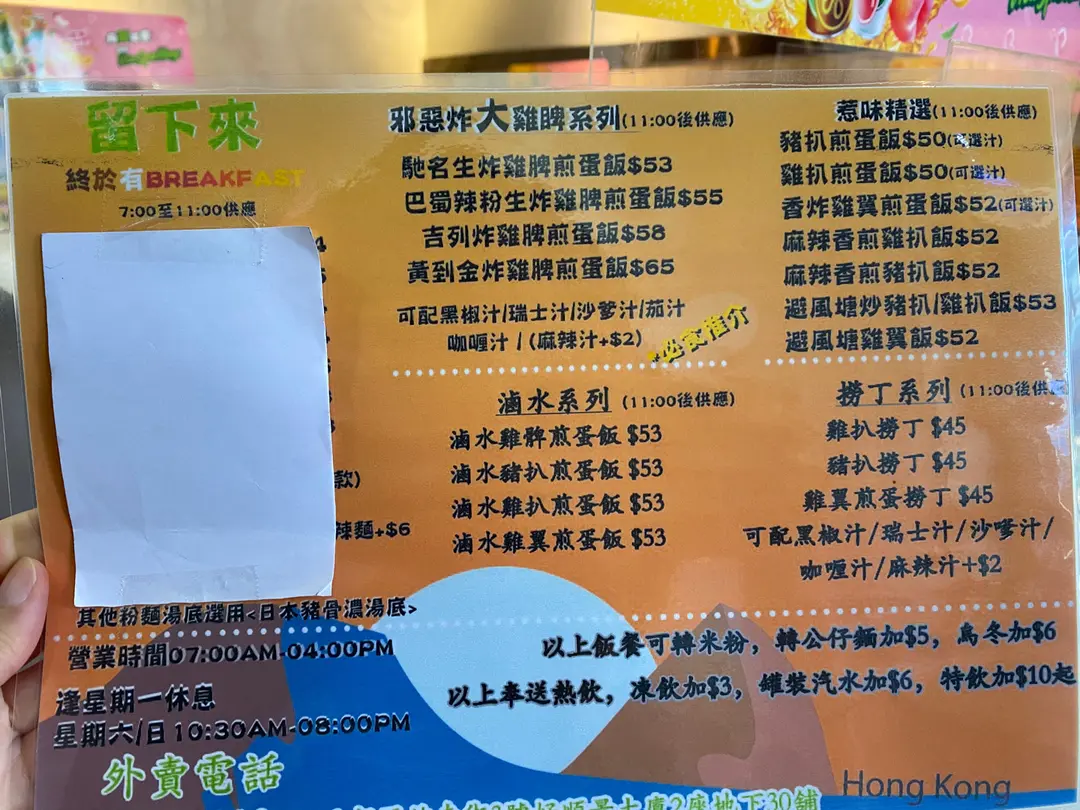 留下來
終於有BREAKFAST
7:00至11:00供應
款)
辣麵+$6
其他粉麵湯底選用<日本豬骨濃湯底>
營業時間07:00AM-04:00PM
逢星期一休息
星期六/日10:30AM-08:00PM
外賣電話
邪惡炸大雞脾系列(11:00後供應)
馳名生炸雞脾煎蛋飯$53
巴蜀辣粉生炸雞脾煎蛋飯$55
吉列炸雞脾煎蛋飯$58
黃到金炸雞脾煎蛋飯$65
可配黑椒汁/瑞士汁/沙爹汁/茄汁
咖喱汁/(麻辣汁+$2)
*必食推介
滷水系列(11:00後供應)
滷水雞髀煎蛋飯$53
滷水豬扒煎蛋飯$53
滷水雞扒煎蛋飯$53
滷水雞翼煎蛋飯$53
惹味精選(11:00後供應)
豬扒煎蛋飯$50(可選汁)
雞扒煎蛋飯$50(可選汁)
香炸雞翼煎蛋飯$52(可選汁)
麻辣香煎雞扒飯$52
麻辣香煎豬扒飯$52
避風塘炒豬扒/雞扒飯$53
避風塘雞翼飯$52
撈丁系列(11:00後供應
雞扒撈丁$45
豬扒撈丁$45
雞翼煎蛋撈丁$45
可配黑椒汁/瑞士汁/沙嗲汁/
咖喱汁/麻辣汁+$2
以上飯餐可轉米粉，轉公仔麵加$5，烏冬加$6
以上奉送熱飲，凍飲加$3，罐裝汽水加$6，特飲加$10起
2座地下30舖
Hong Kong